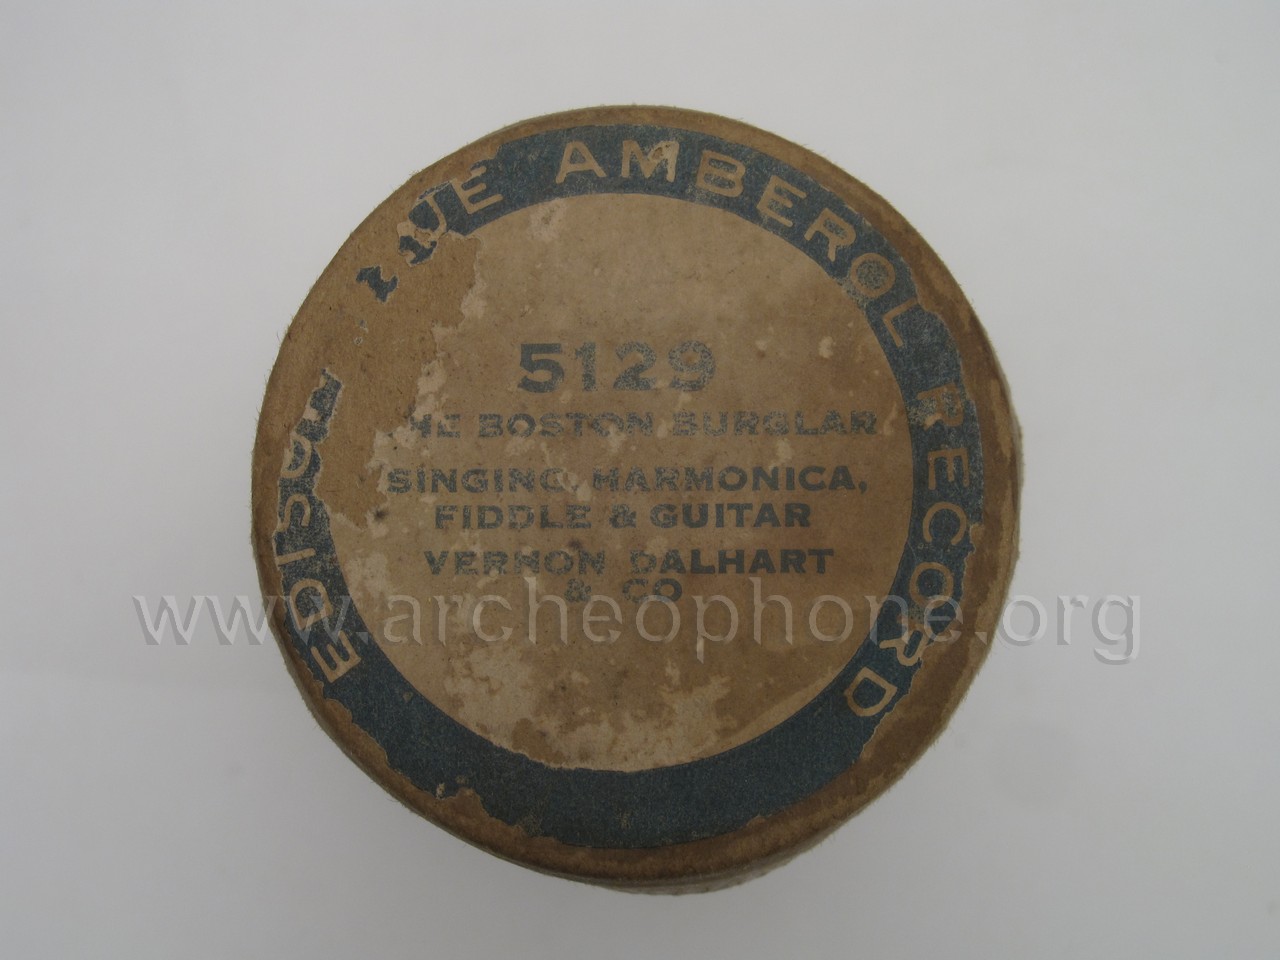 EDISON BLUE AMBEROL RECORD
5129
THE BOSTON BURGLAR
SINGING, HARMONICA,
FIDDLE & GUITAR
VERNON DALHART
& CO
www.archeophone.org